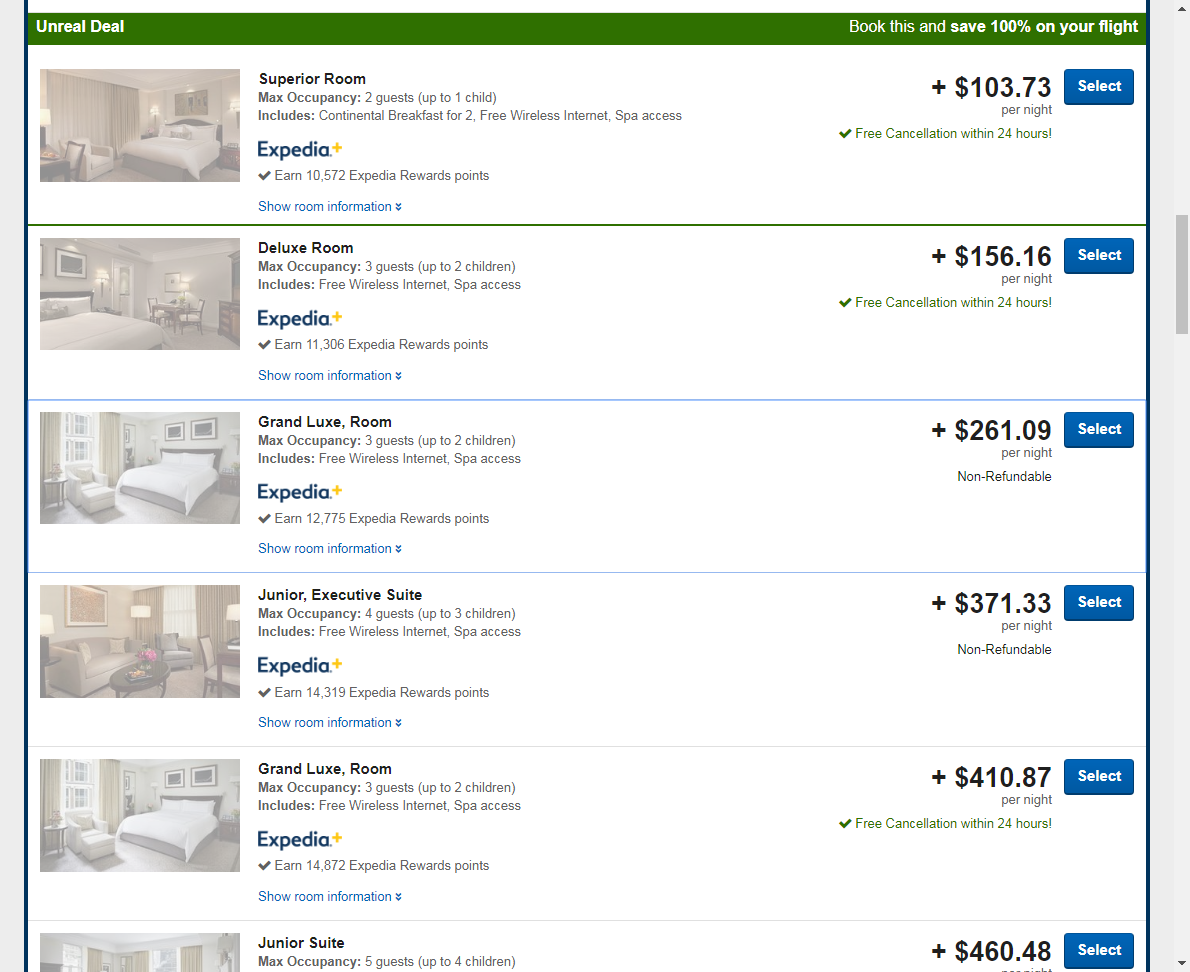 Unreal Deal
Book this and save 100% on your flight
Superior Room
Max Occupancy: 2 guests (up to 1 child)
Includes: Continental Breakfast for 2, Free Wireless Internet, Spa access
Expedia+
Earn 10,572 Expedia Rewards points
Show room information
+ $103.73
per night
Free Cancellation within 24 hours!
Select
Deluxe Room
Max Occupancy: 3 guests (up to 2 children)
Includes: Free Wireless Internet, Spa access
Expedia+
Earn 11,306 Expedia Rewards points
Show room information
+ $156.16
per night
Free Cancellation within 24 hours!
Select
Grand Luxe, Room
Max Occupancy: 3 guests (up to 2 children)
Includes: Free Wireless Internet, Spa access
Expedia+
Earn 12,775 Expedia Rewards points
Show room information
+ $261.09
per night
Non-Refundable
Select
Junior, Executive Suite
Max Occupancy: 4 guests (up to 3 children)
Includes: Free Wireless Internet, Spa access
Expedia+
Earn 14,319 Expedia Rewards points
Show room information
+ $371.33
per night
Non-Refundable
Select
Grand Luxe, Room
Max Occupancy: 3 guests (up to 2 children)
Includes: Free Wireless Internet, Spa access
Expedia+
Earn 14,872 Expedia Rewards points
Show room information
+ $410.87
per night
Free Cancellation within 24 hours!
Select
Junior Suite
Max Occupancy: 5 guests (up to 4 children)
+ $460.48
per night
Select